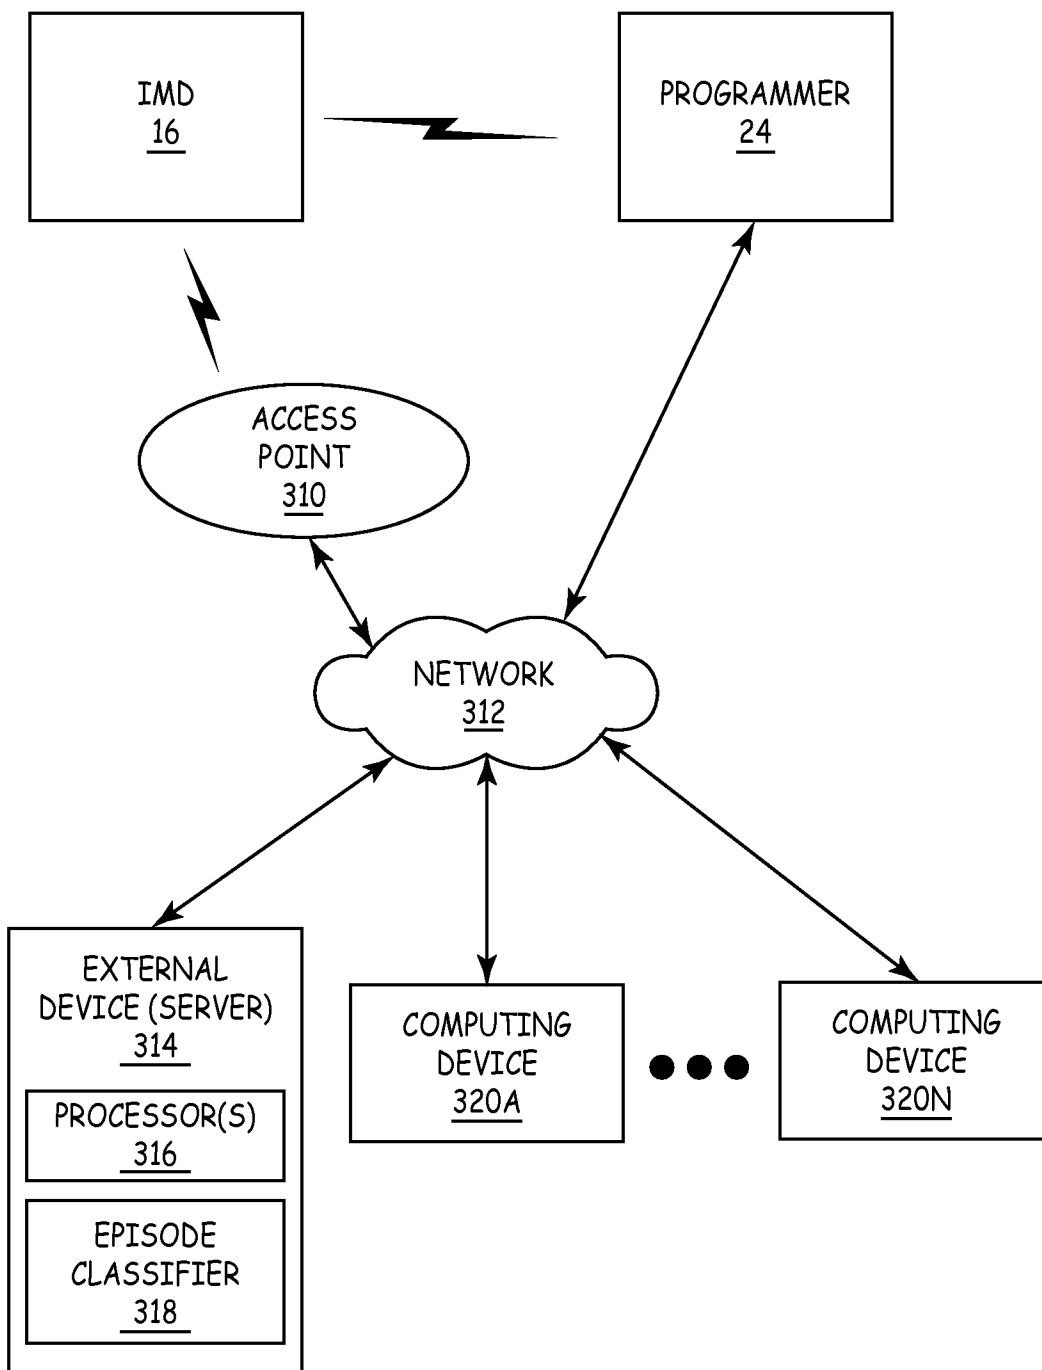 IMD
16
PROGRAMMER
24
ACCESS
POINT
310
NETWORK
312
EXTERNAL
DEVICE (SERVER)
314
PROCESSOR(S)
316
EPISODE
CLASSIFIER
318
COMPUTING
DEVICE
320A
COMPUTING
DEVICE
320N